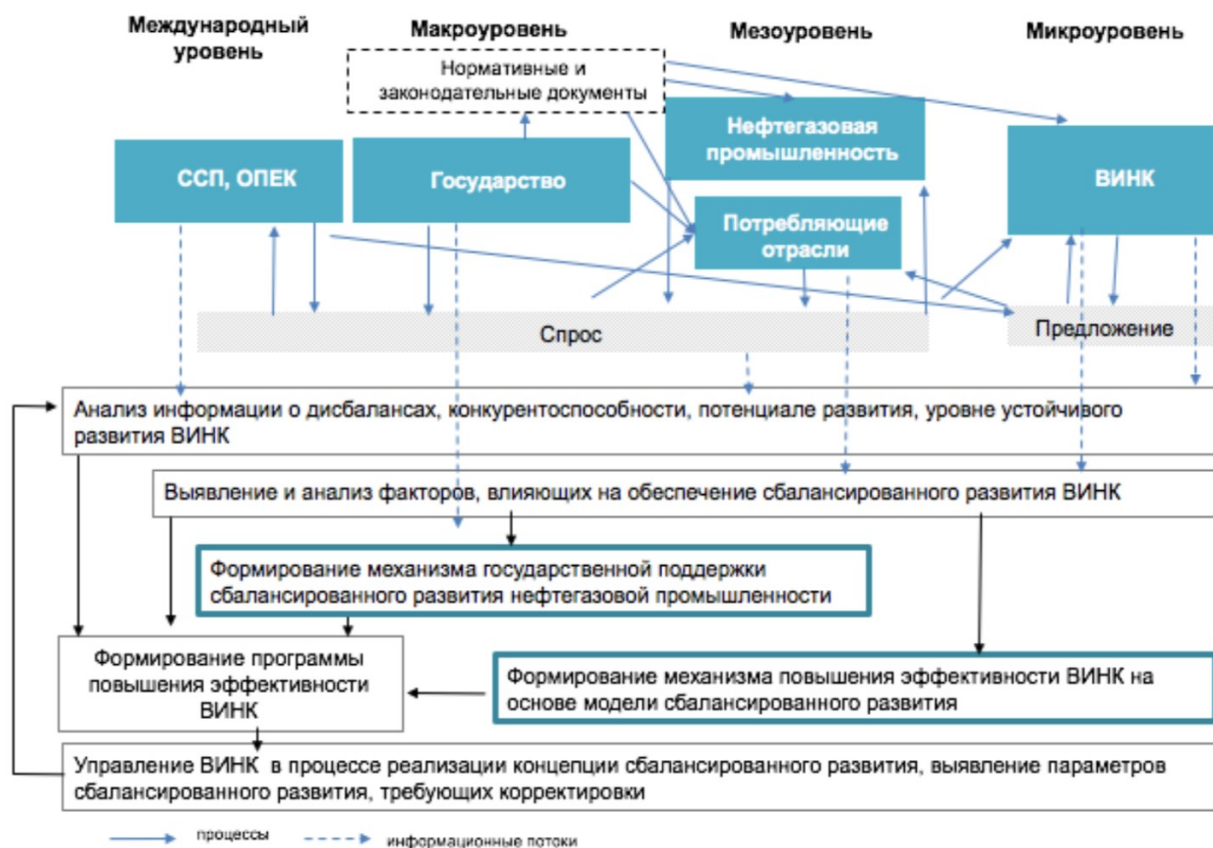 Международный
уровень
Макроуровень
Мезоуровень
Микроуровень
Нормативные и
законодательные документы
Нефтегазовая
промышленность
ССП, ОПЕК
Государство
ВИНК
Потребляющие
отрасли
Спрос
Предложение
Анализ информации о дисбалансах, конкурентоспособности, потенциале развития, уровне устойчивого
развития ВИНК
Выявление и анализ факторов, влияющих на обеспечение сбалансированного развития ВИНК
Формирование механизма государственной поддержки
сбалансированного развития нефтегазовой промышленности
Формирование программы
повышения эффективности
ВИНК
Формирование механизма повышения эффективности ВИНК на
основе модели сбалансированного развития
Управление ВИНК в процессе реализации концепции сбалансированного развития, выявление параметров
сбалансированного развития, требующих корректировки
процессы
информационные потоки